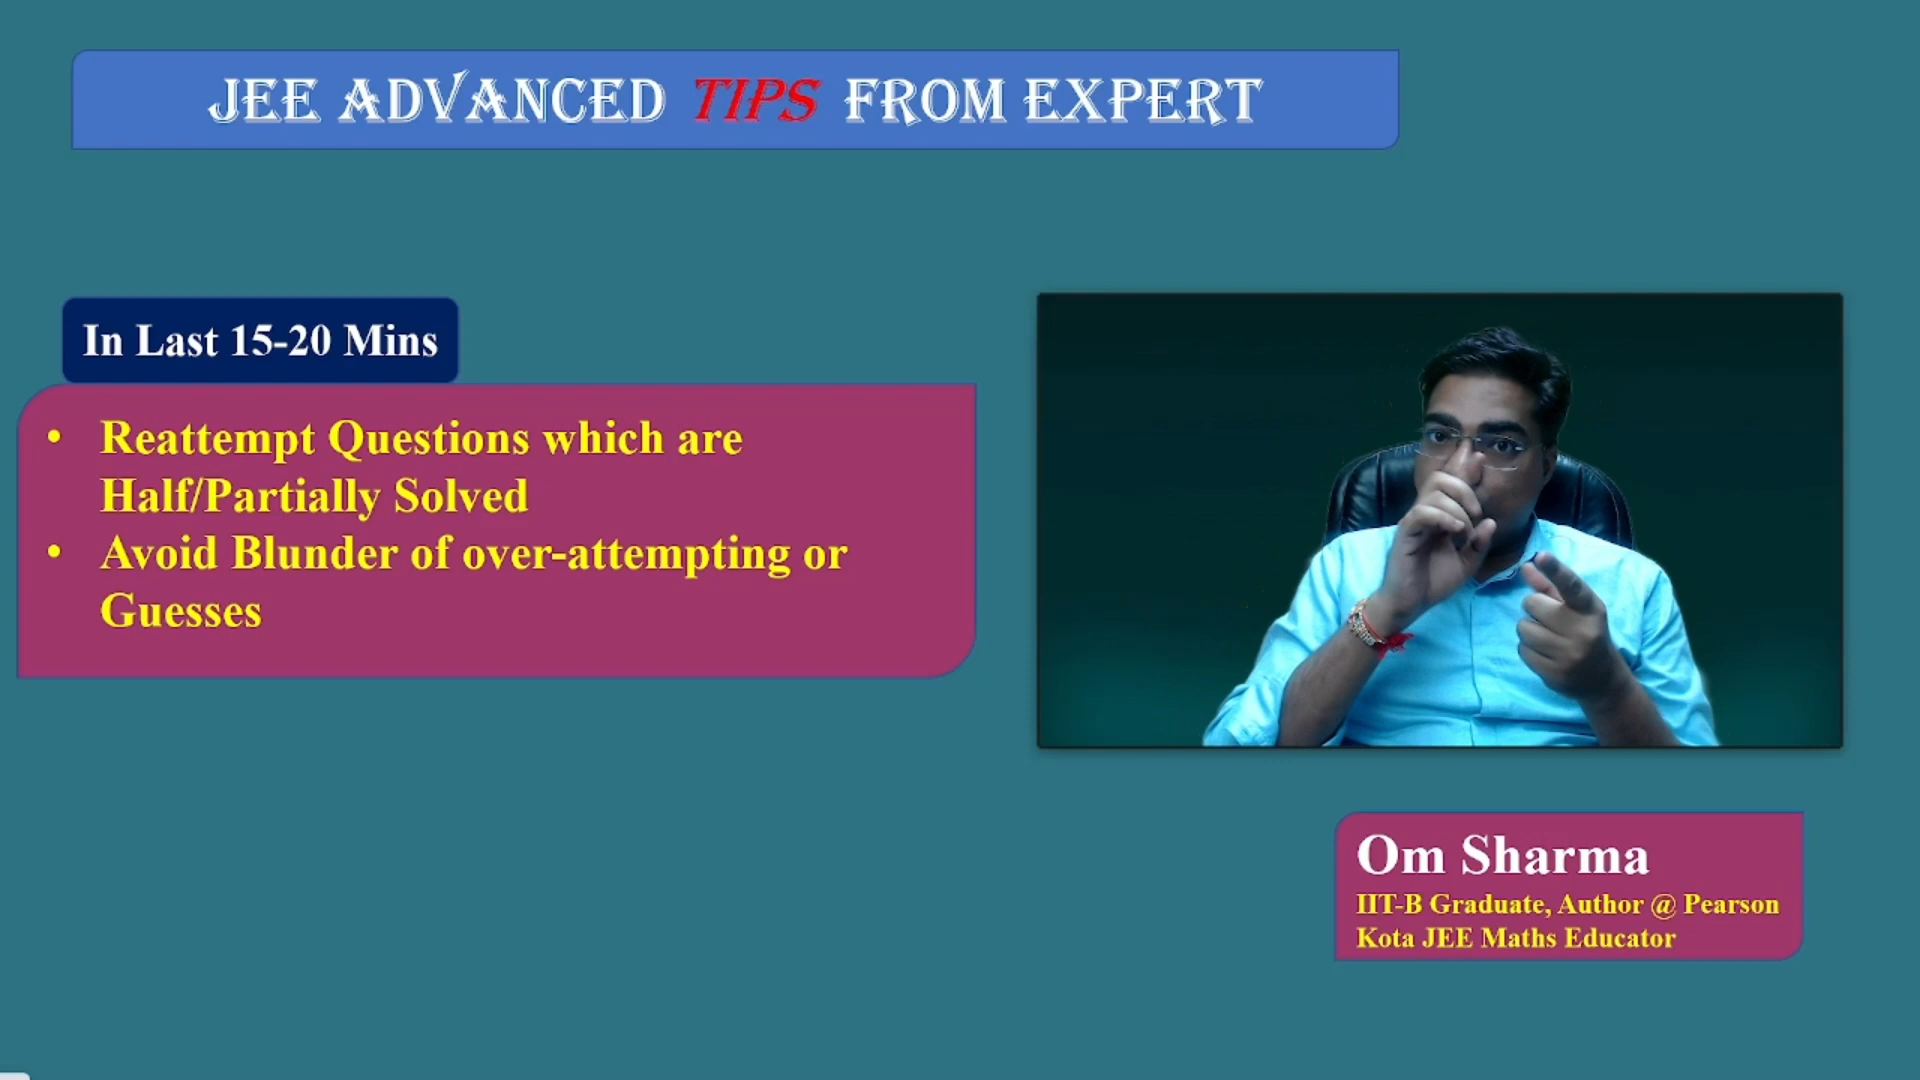 JEE ADVANCED TIPS FROM EXPERT
In Last 15-20 Mins
• Reattempt Questions which are
Half/Partially Solved
• Avoid Blunder of over-attempting or
Guesses
Om Sharma
IIT-B Graduate, Author @ Pearson
Kota JEE Maths Educator